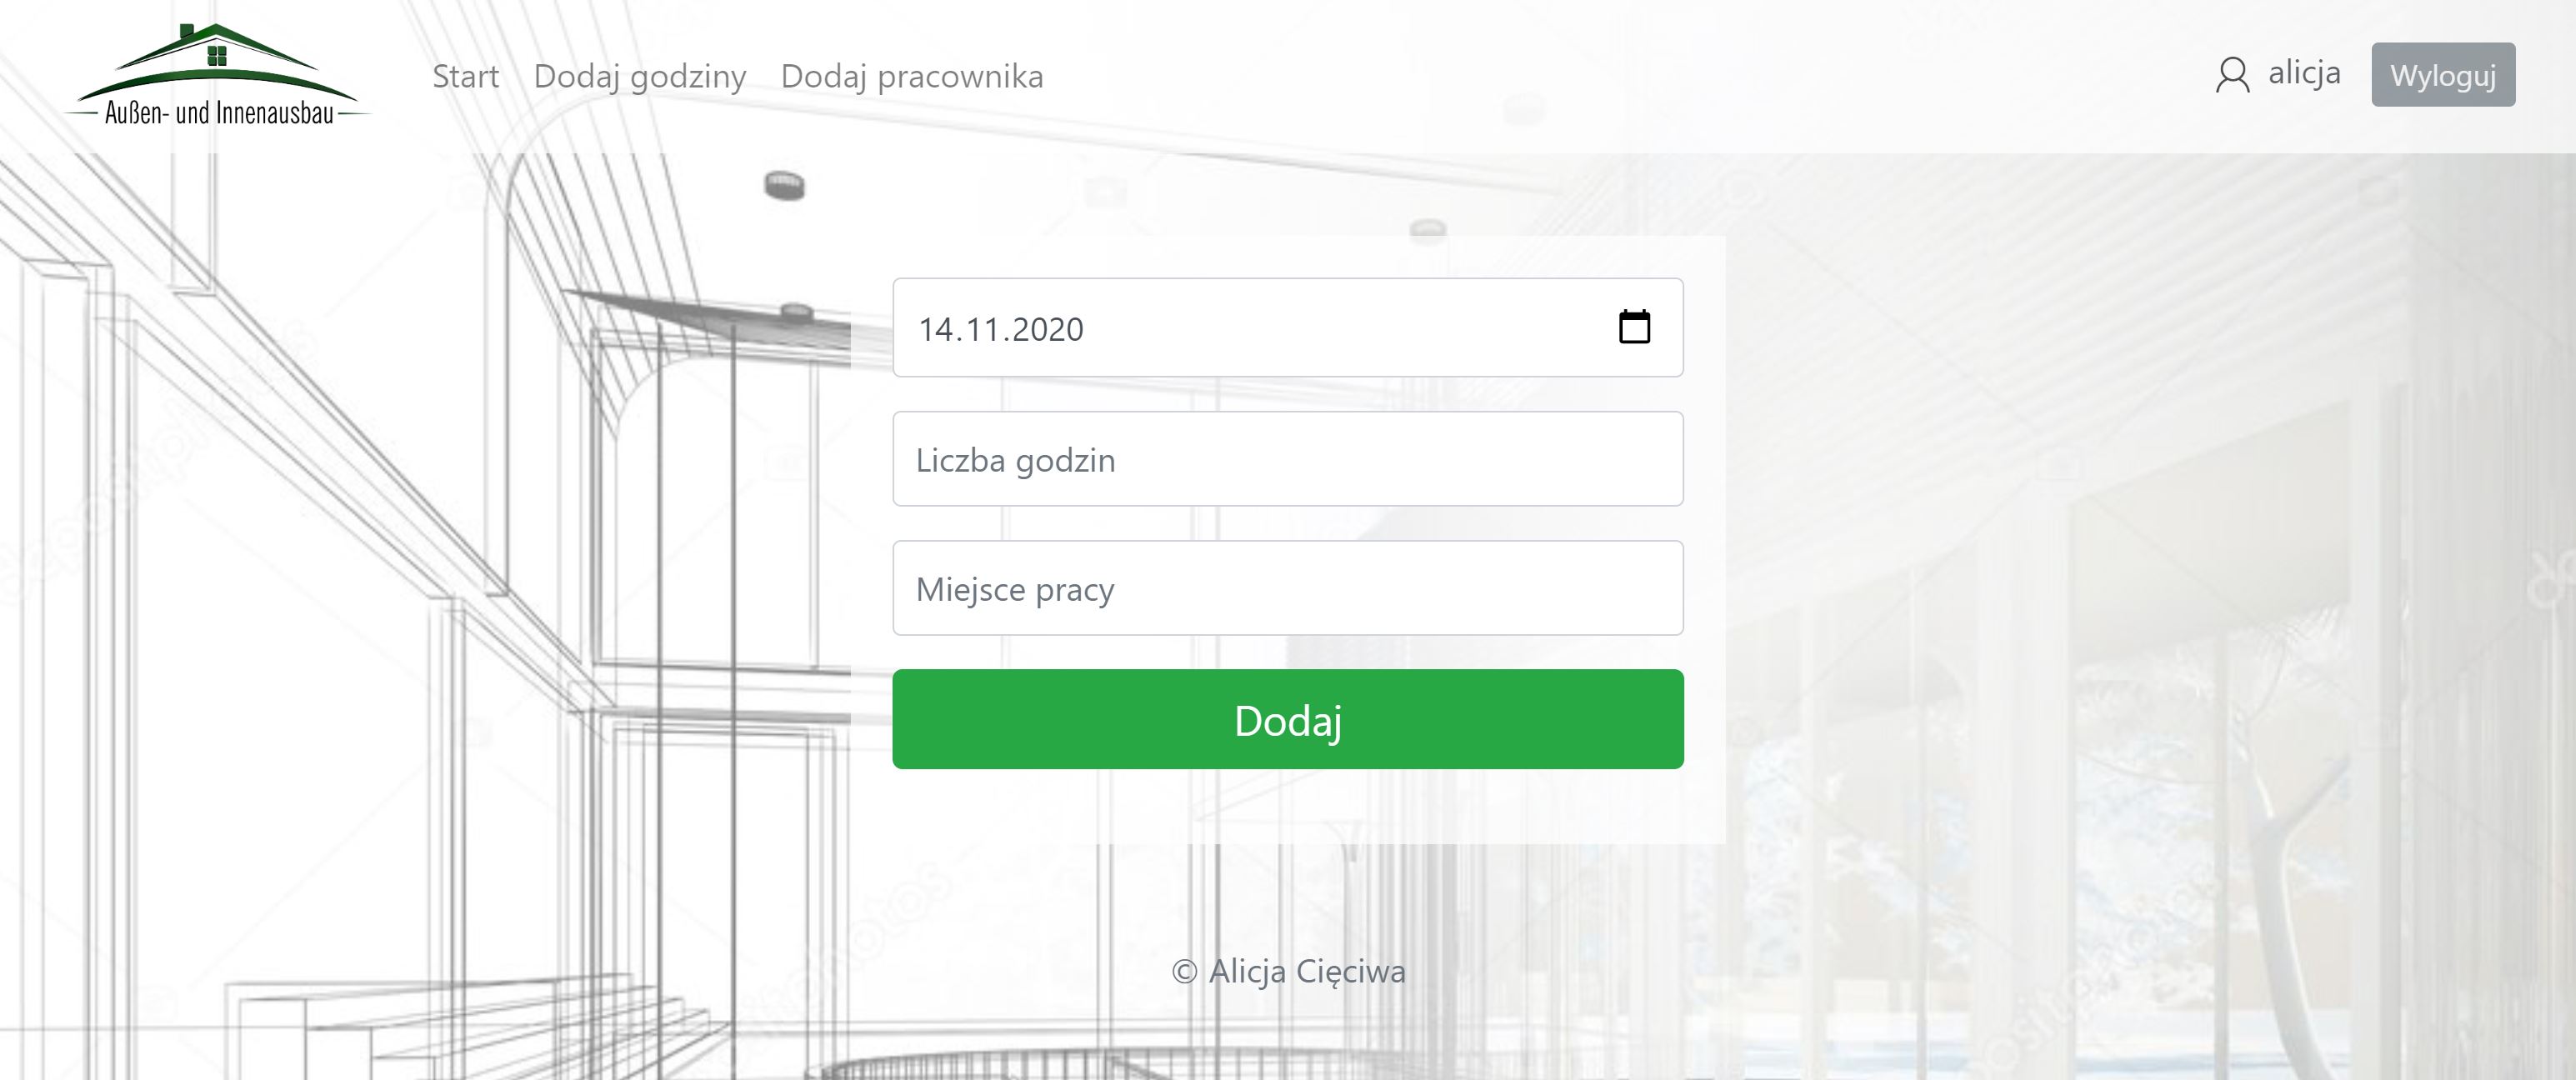 Außen- und Innenausbau
Start Dodaj godziny Dodaj pracownika
alicja Wyloguj
14.11.2020
Liczba godzin
Miejsce pracy
Dodaj
© Alicja Cięciwa